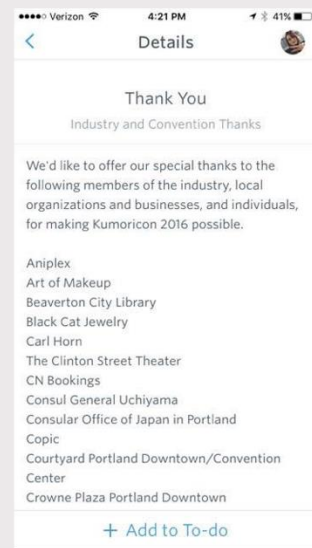 Verizon 4:21 PM 41%
Details
Thank You
Industry and Convention Thanks
We'd like to offer our special thanks to the
following members of the industry, local
organizations and businesses, and individuals,
for making Kumoricon 2016 possible.
Aniplex
Art of Makeup
Beaverton City Library
Black Cat Jewelry
Carl Horn
The Clinton Street Theater
CN Bookings
Consul General Uchiyama
Consular Office of Japan in Portland
Copic
Courtyard Portland Downtown/Convention
Center
Crowne Plaza Portland Downtown
+ Add to To-do